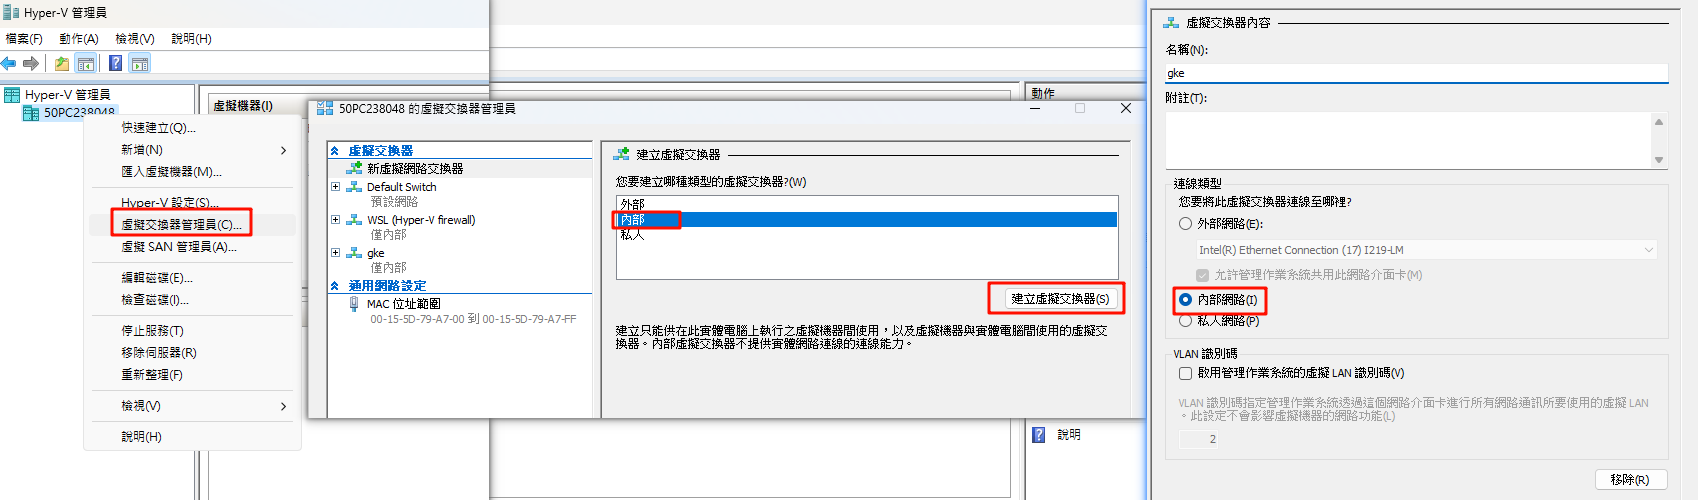 Hyper-V 管理員
檔案(F) 動作(A) 檢視(V) 說明(H)
Hyper-V 管理員
50PC238048
快速建立(Q)...
新增(N)
匯入虛擬機器(M)...
Hyper-V 設定(S)...
虛擬交換器管理員(C)...
虛擬 SAN 管理員(A)...
編輯磁碟(E)...
檢查磁碟(I)...
停止服務(T)
移除伺服器(R)
重新整理(F)
檢視(V)
說明(H)
虛擬機器(I)
動作
說明
50PC238048 的虛擬交換器管理員
虛擬交換器
新虛擬網路交換器
Default Switch
預設網路
WSL (Hyper-V firewall)
僅內部
gke
僅內部
通用網路設定
MAC 位址範圍
00-15-5D-79-A7-00 到 00-15-5D-79-A7-FF
建立虛擬交換器
您要建立哪種類型的虛擬交換器?(W)
外部
內部
私人
建立虛擬交換器(S)
建立只能供在此實體電腦上執行之虛擬機器間使用，以及虛擬機器與實體電腦間使用的虛擬交
換器。內部虛擬交換器不提供實體網路連線的連線能力。
虛擬交換器內容
名稱(N):
gke
附註(T):
連線類型
您要將此虛擬交換器連線至哪裡?
外部網路(E):
Intel(R) Ethernet Connection (17) I219-LM
允許管理作業系統共用此網路介面卡(M)
內部網路(I)
私人網路(P)
VLAN 識別碼
啟用管理作業系統的虛擬 LAN 識別碼(V)
VLAN 識別碼指定管理作業系統透過這個網路介面卡進行所有網路通訊所要使用的虛擬 LAN
。此設定不會影響虛擬機器的網路功能(L)
2
移除(R)